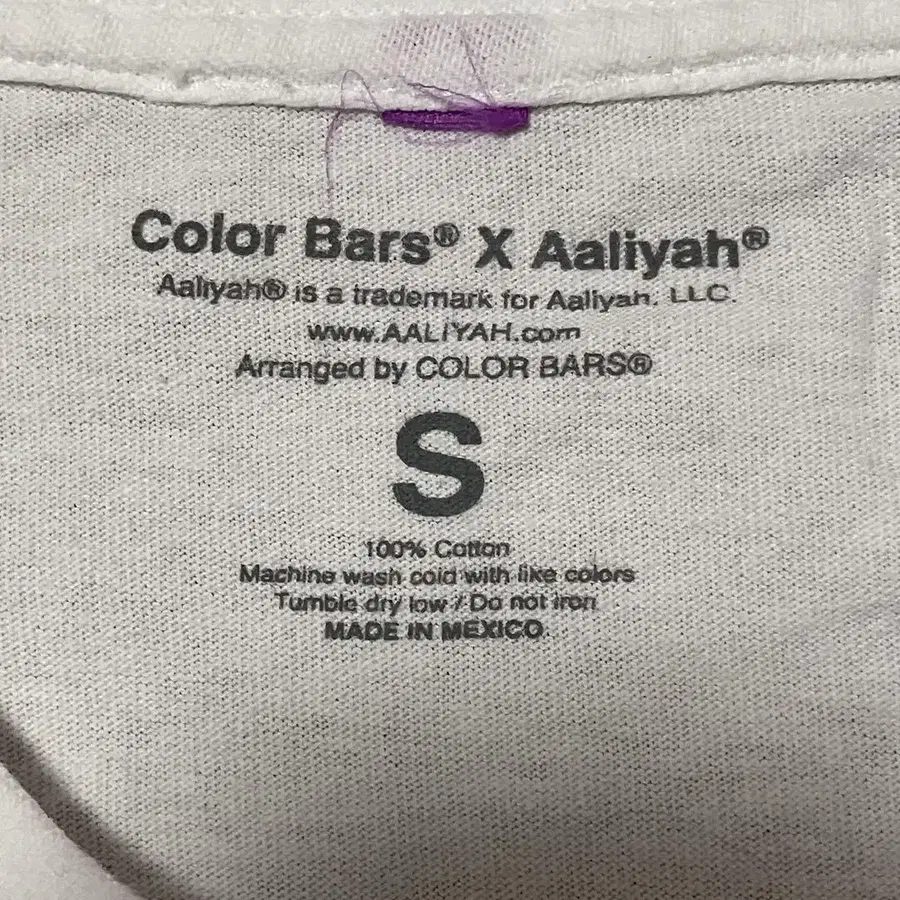 Color Bars® X Aaliyah®
Aaliyah® is a trademark for Aaliyah, LLC.
www.AALIYAH.com
Arranged by COLOR BARS®
S
100% Cotton
Machine wash cold with like colors
Tumble dry low / Do not iron
MADE IN MEXICO